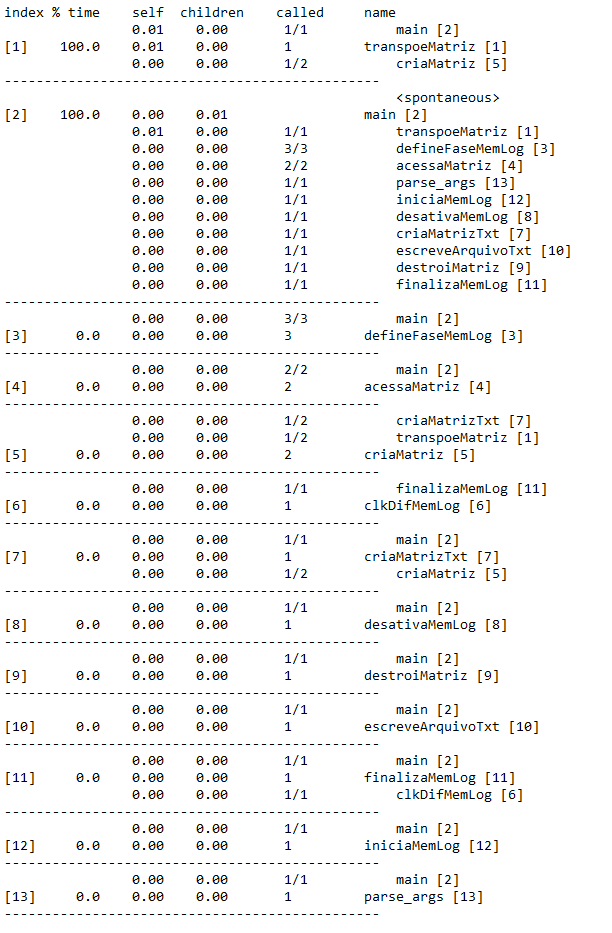 index % time    self  children    called     name
                0.01    0.00       1/1           main [2]
[1]    100.0    0.01    0.00       1         transpoeMatriz [1]
                0.00    0.00       1/2           criaMatriz [5]
-----------------------------------------------
                                                 <spontaneous>
[2]    100.0    0.00    0.01                 main [2]
                0.01    0.00       1/1           transpoeMatriz [1]
                0.00    0.00       3/3           defineFaseMemLog [3]
                0.00    0.00       2/2           acessaMatriz [4]
                0.00    0.00       1/1           parse_args [13]
                0.00    0.00       1/1           iniciaMemLog [12]
                0.00    0.00       1/1           desativaMemLog [8]
                0.00    0.00       1/1           criaMatrizTxt [7]
                0.00    0.00       1/1           escreveArquivoTxt [10]
                0.00    0.00       1/1           destroiMatriz [9]
                0.00    0.00       1/1           finalizaMemLog [11]
-----------------------------------------------
                0.00    0.00       3/3           main [2]
[3]      0.0    0.00    0.00       3         defineFaseMemLog [3]
-----------------------------------------------
                0.00    0.00       2/2           main [2]
[4]      0.0    0.00    0.00       2         acessaMatriz [4]
-----------------------------------------------
                0.00    0.00       1/2           criaMatrizTxt [7]
                0.00    0.00       1/2           transpoeMatriz [1]
[5]      0.0    0.00    0.00       2         criaMatriz [5]
-----------------------------------------------
                0.00    0.00       1/1           finalizaMemLog [11]
[6]      0.0    0.00    0.00       1         clkDifMemLog [6]
-----------------------------------------------
                0.00    0.00       1/1           main [2]
[7]      0.0    0.00    0.00       1         criaMatrizTxt [7]
                0.00    0.00       1/2           criaMatriz [5]
-----------------------------------------------
                0.00    0.00       1/1           main [2]
[8]      0.0    0.00    0.00       1         desativaMemLog [8]
-----------------------------------------------
                0.00    0.00       1/1           main [2]
[9]      0.0    0.00    0.00       1         destroiMatriz [9]
-----------------------------------------------
                0.00    0.00       1/1           main [2]
[10]     0.0    0.00    0.00       1         escreveArquivoTxt [10]
-----------------------------------------------
                0.00    0.00       1/1           main [2]
[11]     0.0    0.00    0.00       1         finalizaMemLog [11]
                0.00    0.00       1/1           clkDifMemLog [6]
-----------------------------------------------
                0.00    0.00       1/1           main [2]
[12]     0.0    0.00    0.00       1         iniciaMemLog [12]
-----------------------------------------------
                0.00    0.00       1/1           main [2]
[13]     0.0    0.00    0.00       1         parse_args [13]
-----------------------------------------------